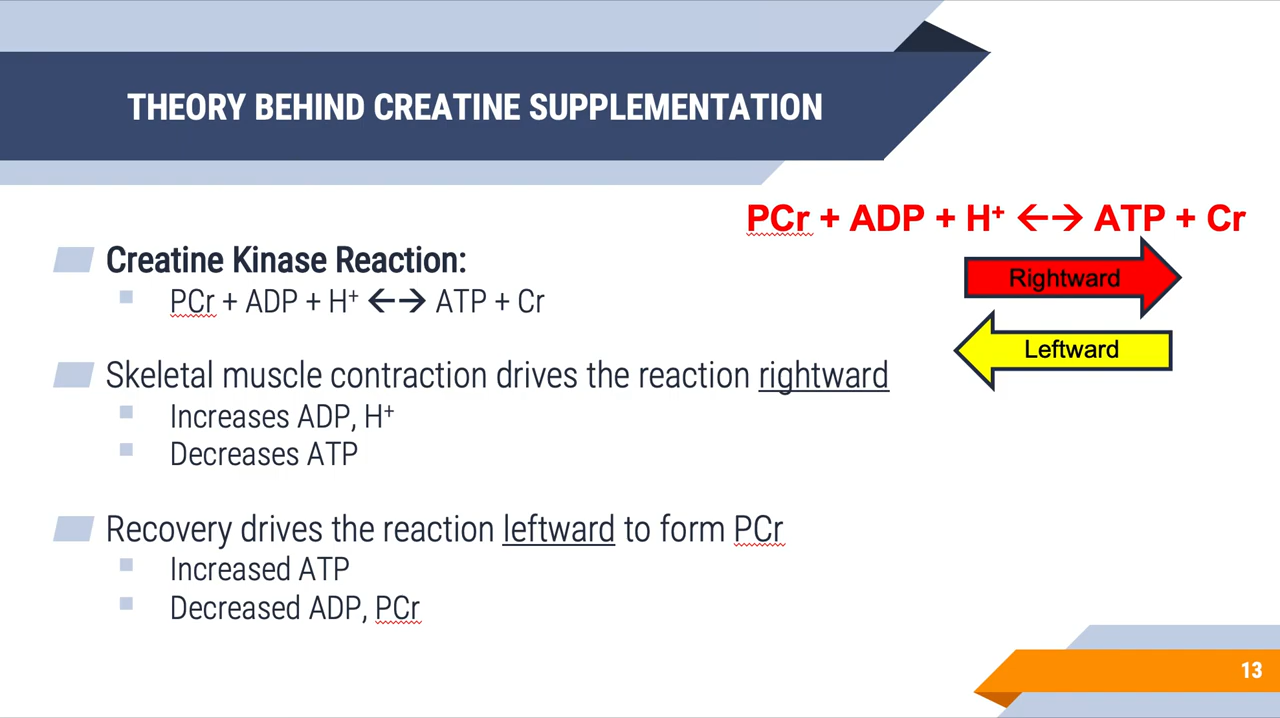 THEORY BEHIND CREATINE SUPPLEMENTATION
PCr + ADP + H⁺ ←→ ATP + Cr
Rightward
Leftward
Creatine Kinase Reaction:
PCr + ADP + H⁺ ←→ ATP + Cr
Skeletal muscle contraction drives the reaction rightward
Increases ADP, H⁺
Decreases ATP
Recovery drives the reaction leftward to form PCr
Increased ATP
Decreased ADP, PCr
13